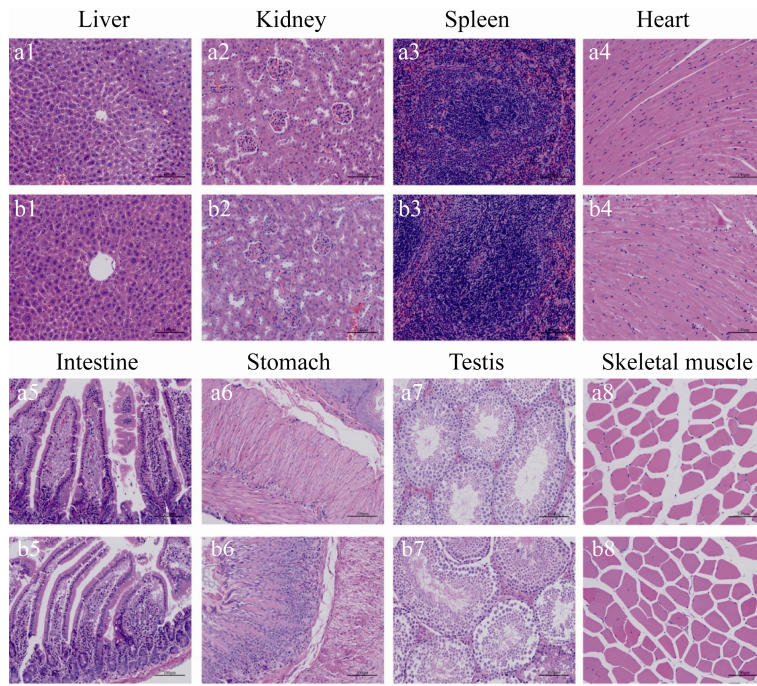 Liver Kidney Spleen Heart
a1 a2 a3 a4
b1 b2 b3 b4
Intestine Stomach Testis Skeletal muscle
a5 a6 a7 a8
b5 b6 b7 b8